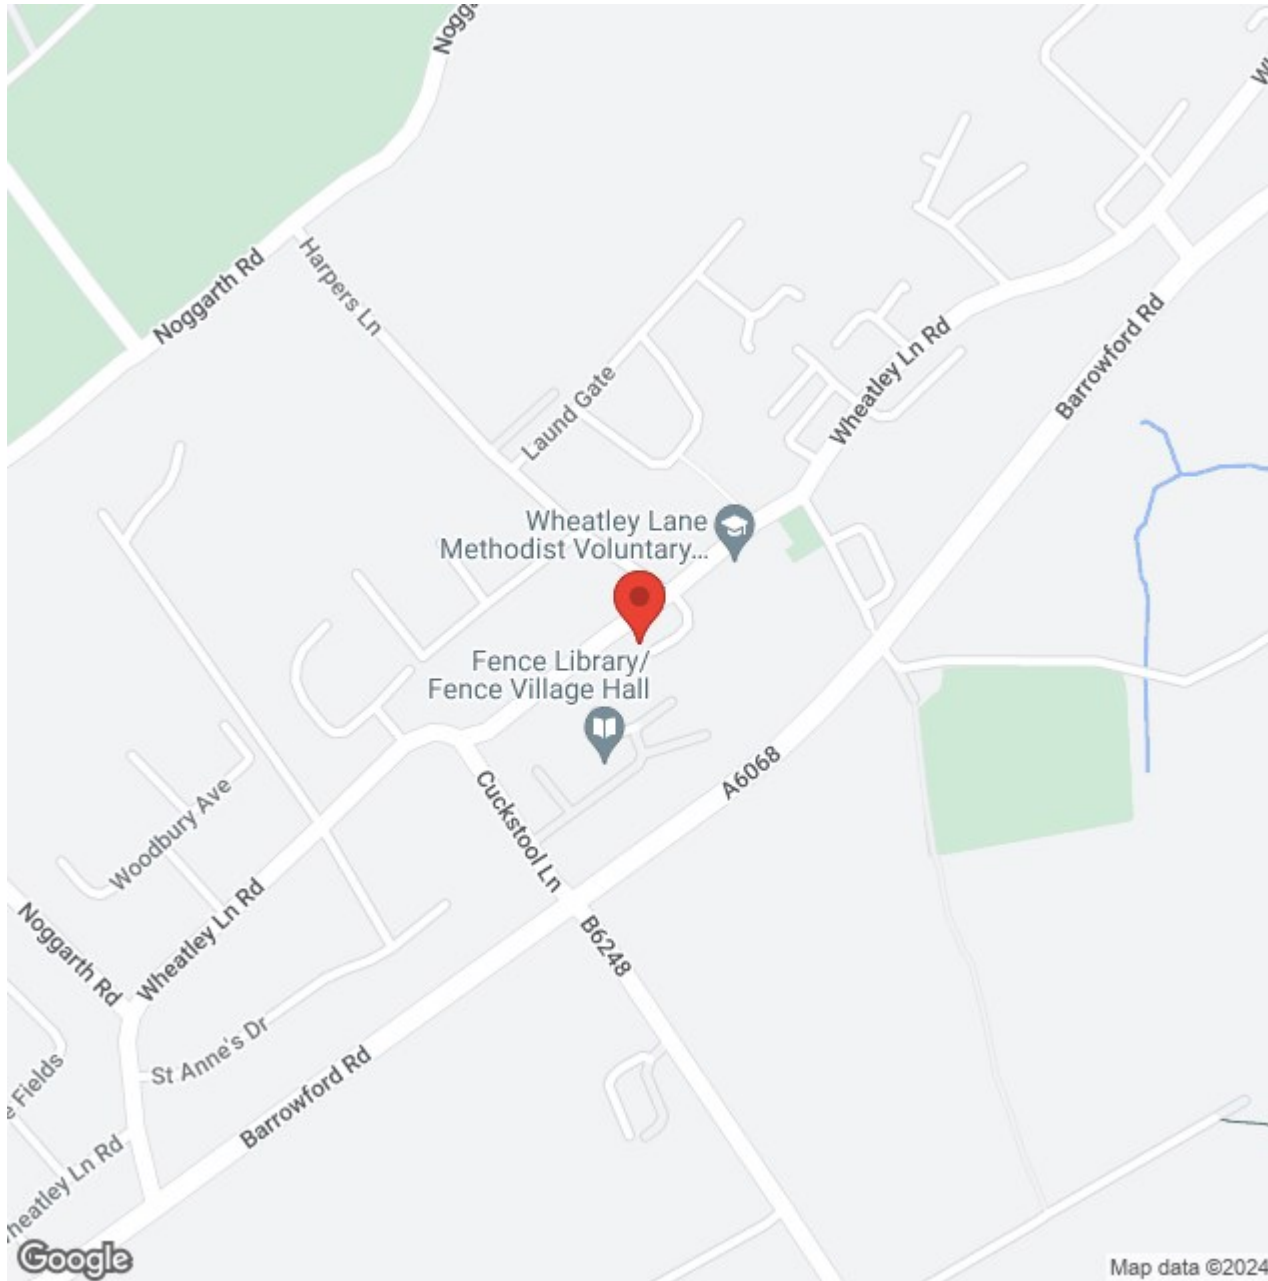 Nogga
Wh
Noggarth Rd
Harpers Ln
Laund Gate
Wheatley Ln Rd
Barrowford Rd
Wheatley Lane
Methodist Voluntary...
Fence Library/
Fence Village Hall
Cuckstool Ln
A6068
Woodbury Ave
Wheatley Ln Rd
Noggarth Rd
B6248
St Anne's Dr
Barrowford Rd
e Fields
heatley Ln Rd
Google
Map data ©2024